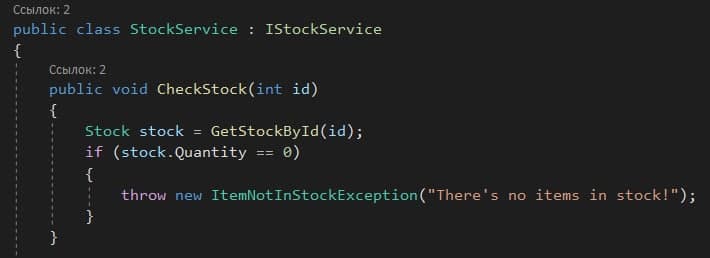 Ссылок: 2
public class StockService : IStockService
{
Ссылок: 2
public void CheckStock(int id)
{
Stock stock = GetStockById(id);
if (stock.Quantity == 0)
{
throw new ItemNotInStockException("There's no items in stock!");
}
}